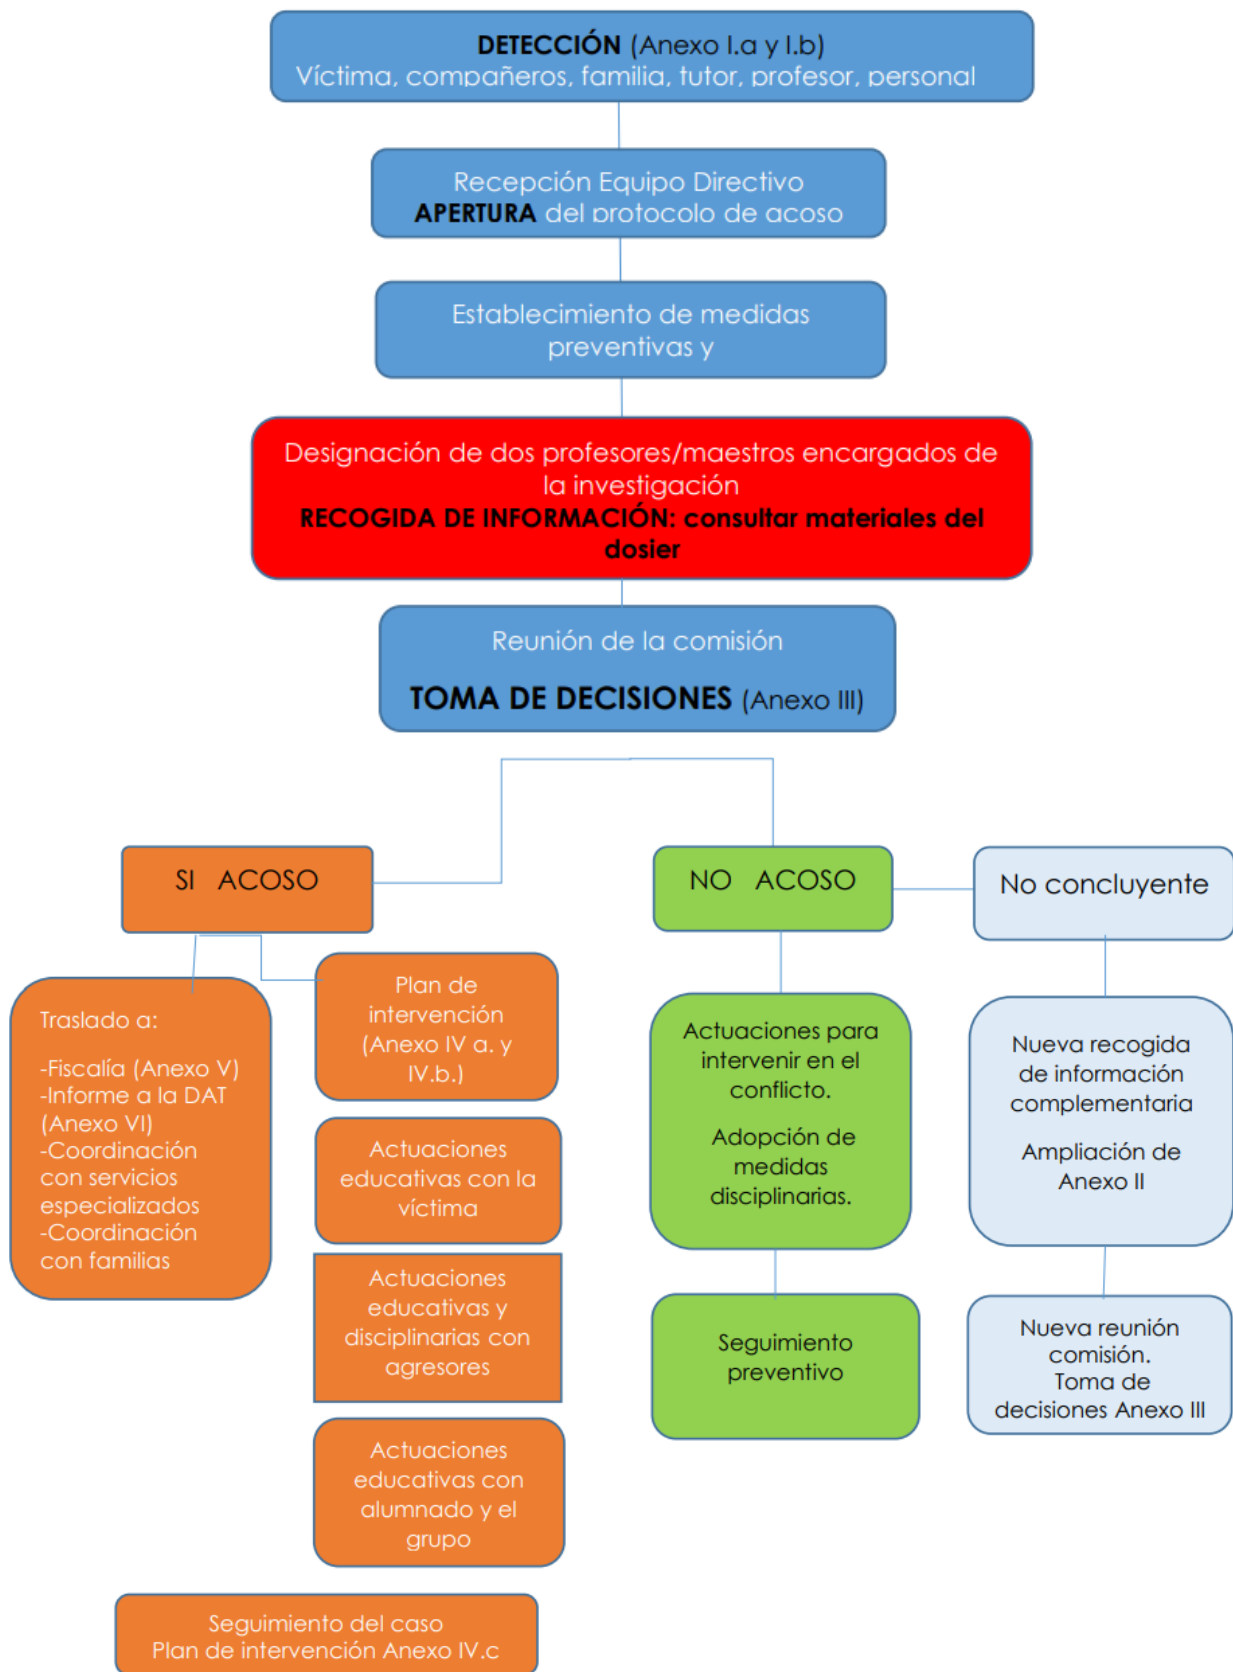 DETECCIÓN (Anexo I.a y I.b)
Víctima, compañeros, familia, tutor, profesor, personal
Recepción Equipo Directivo
APERTURA del protocolo de acoso
Establecimiento de medidas
preventivas y
Designación de dos profesores/maestros encargados de
la investigación
RECOGIDA DE INFORMACIÓN: consultar materiales del
dosier
Reunión de la comisión
TOMA DE DECISIONES (Anexo III)
SI ACOSO
NO ACOSO
No concluyente
Traslado a:
-Fiscalía (Anexo V)
-Informe a la DAT
(Anexo VI)
-Coordinación
con servicios
especializados
-Coordinación
con familias
Plan de
intervención
(Anexo IV a. y
IV.b.)
Actuaciones
educativas con la
víctima
Actuaciones
educativas y
disciplinarias con
agresores
Actuaciones
educativas con
alumnado y el
grupo
Seguimiento del caso
Plan de intervención Anexo IV.c
Actuaciones para
intervenir en el
conflicto.
Adopción de
medidas
disciplinarias.
Seguimiento
preventivo
Nueva recogida
de información
complementaria
Ampliación de
Anexo II
Nueva reunión
comisión.
Toma de
decisiones Anexo III